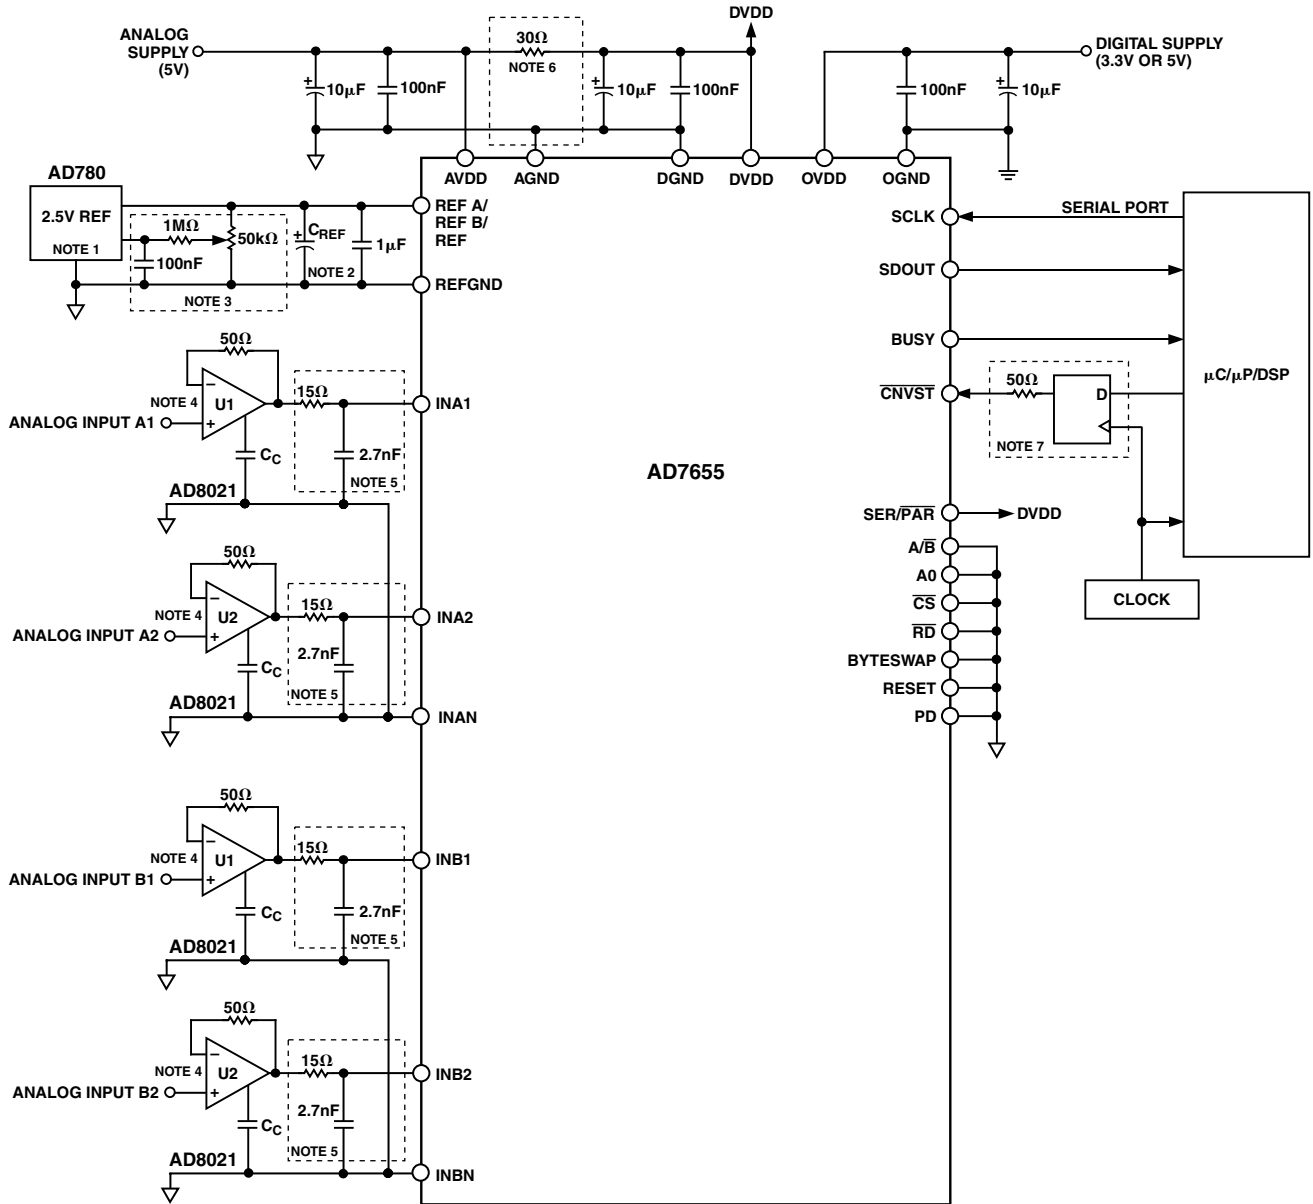 DVDD
ANALOG
SUPPLY
(5V)
30Ω
NOTE 6
DIGITAL SUPPLY
(3.3V OR 5V)
+
10μF
100nF
+
10μF
100nF
100nF
+
10μF
AD780
AVDD
AGND
DGND
DVDD
OVDD
OGND
2.5V REF
NOTE 1
1MΩ
50kΩ
100nF
NOTE 3
+
CREF
NOTE 2
1μF
REF A/
REF B/
REF
REFGND
SCLK
SERIAL PORT
SDOUT
BUSY
CNVST
50Ω
D
NOTE 7
μC/μP/DSP
50Ω
–
NOTE 4
U1
+
ANALOG INPUT A1
15Ω
INA1
CC
2.7nF
NOTE 5
AD8021
AD7655
SER/PAR
DVDD
A/B
A0
CS
RD
BYTESWAP
RESET
PD
CLOCK
50Ω
–
NOTE 4
U2
+
ANALOG INPUT A2
15Ω
INA2
CC
2.7nF
NOTE 5
AD8021
INAN
50Ω
–
NOTE 4
U1
+
ANALOG INPUT B1
15Ω
INB1
CC
2.7nF
NOTE 5
AD8021
50Ω
–
NOTE 4
U2
+
ANALOG INPUT B2
15Ω
INB2
CC
2.7nF
NOTE 5
AD8021
INBN